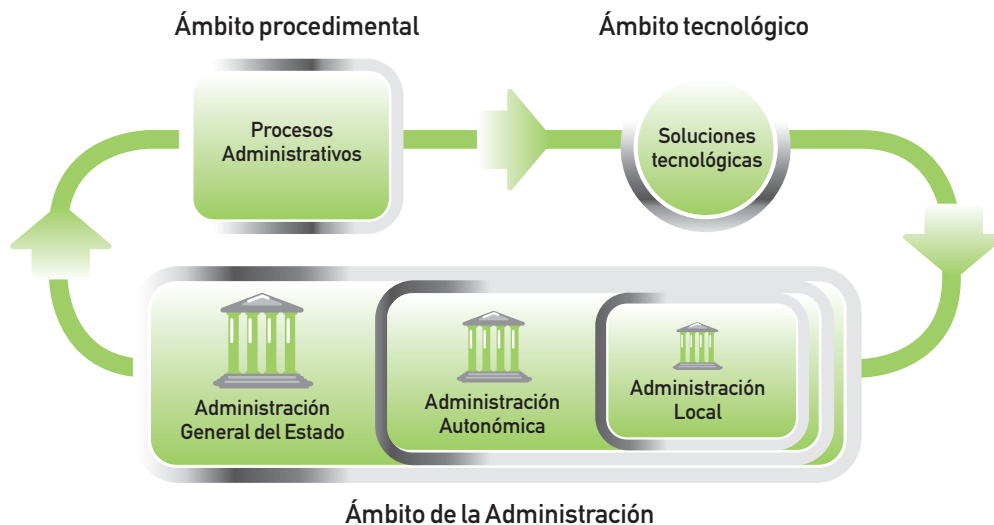 Ámbito procedimental
Ámbito tecnológico
Procesos
Administrativos
Soluciones
tecnológicas
Administración
General del Estado
Administración
Autonómica
Administración
Local
Ámbito de la Administración